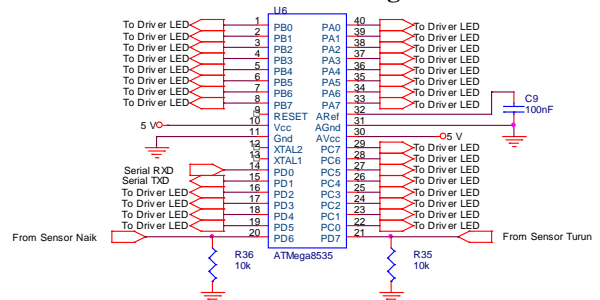 U6
To Driver LED 1 PB0 PA0 40 To Driver LED
To Driver LED 2 PB1 PA1 39 To Driver LED
To Driver LED 3 PB2 PA2 38 To Driver LED
To Driver LED 4 PB3 PA3 37 To Driver LED
To Driver LED 5 PB4 PA4 36 To Driver LED
To Driver LED 6 PB5 PA5 35 To Driver LED
To Driver LED 7 PB6 PA6 34 To Driver LED
To Driver LED 8 PB7 PA7 33 To Driver LED
9 RESET ARef 32
C9
100nF
5 V 10 Vcc AGnd 31
11 Gnd AVcc 30 5 V
12 XTAL2 PC7 29 To Driver LED
13 XTAL1 PC6 28 To Driver LED
Serial RXD 14 PD0 PC5 27 To Driver LED
Serial TXD 15 PD1 PC4 26 To Driver LED
To Driver LED 16 PD2 PC3 25 To Driver LED
To Driver LED 17 PD3 PC2 24 To Driver LED
To Driver LED 18 PD4 PC1 23 To Driver LED
To Driver LED 19 PD5 PC0 22 To Driver LED
From Sensor Naik 20 PD6 PD7 21 From Sensor Turun
R36
10k
ATMega8535
R35
10k